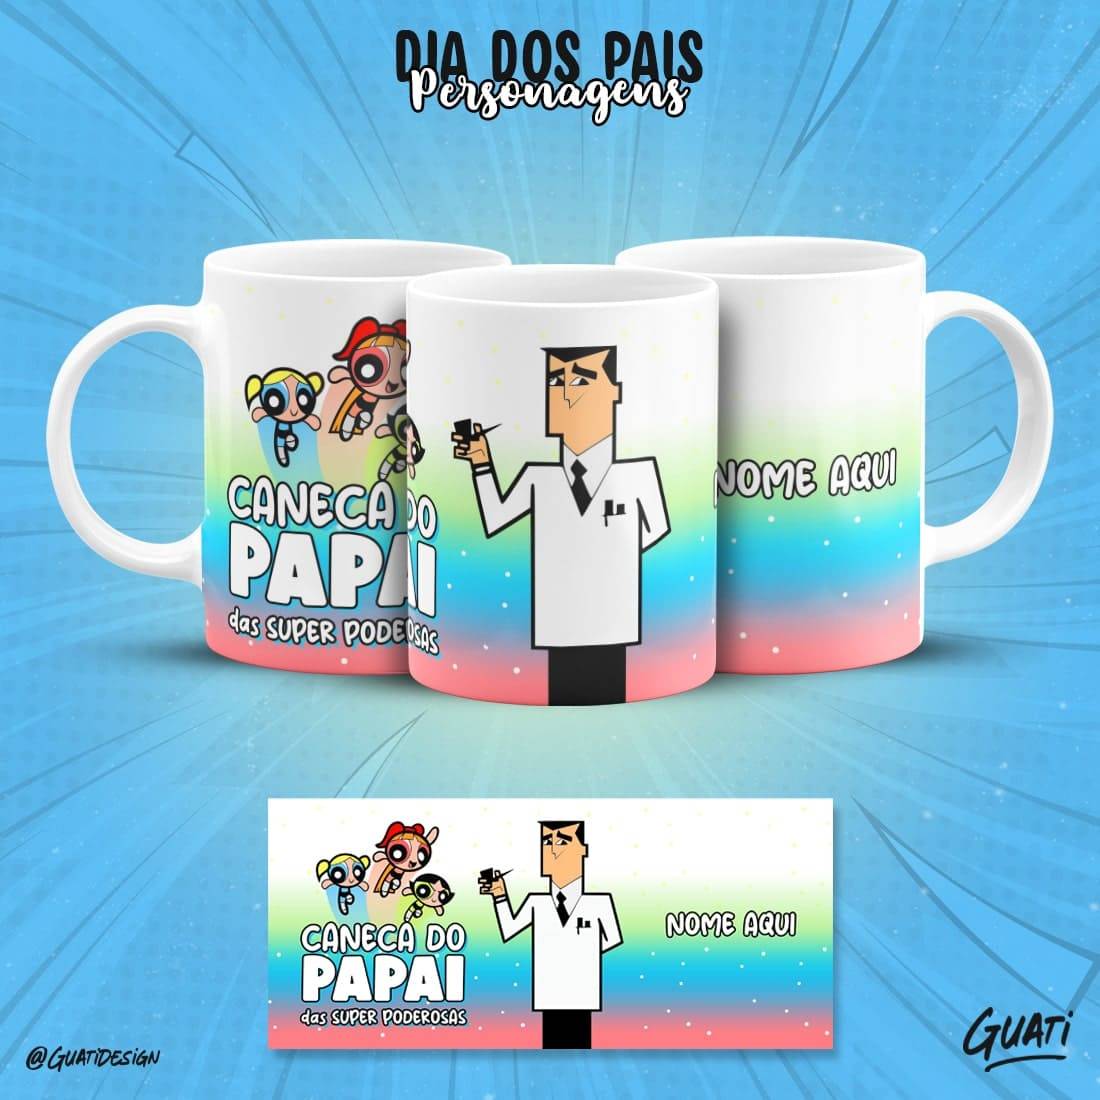 DIA DOS PAIS
Personagens
CANECA DO
PAPAI
das SUPER PODEROSAS
NOME AQUI
CANECA DO
PAPAI
das SUPER PODEROSAS
NOME AQUI
@GUATIDESIGN
GUATI